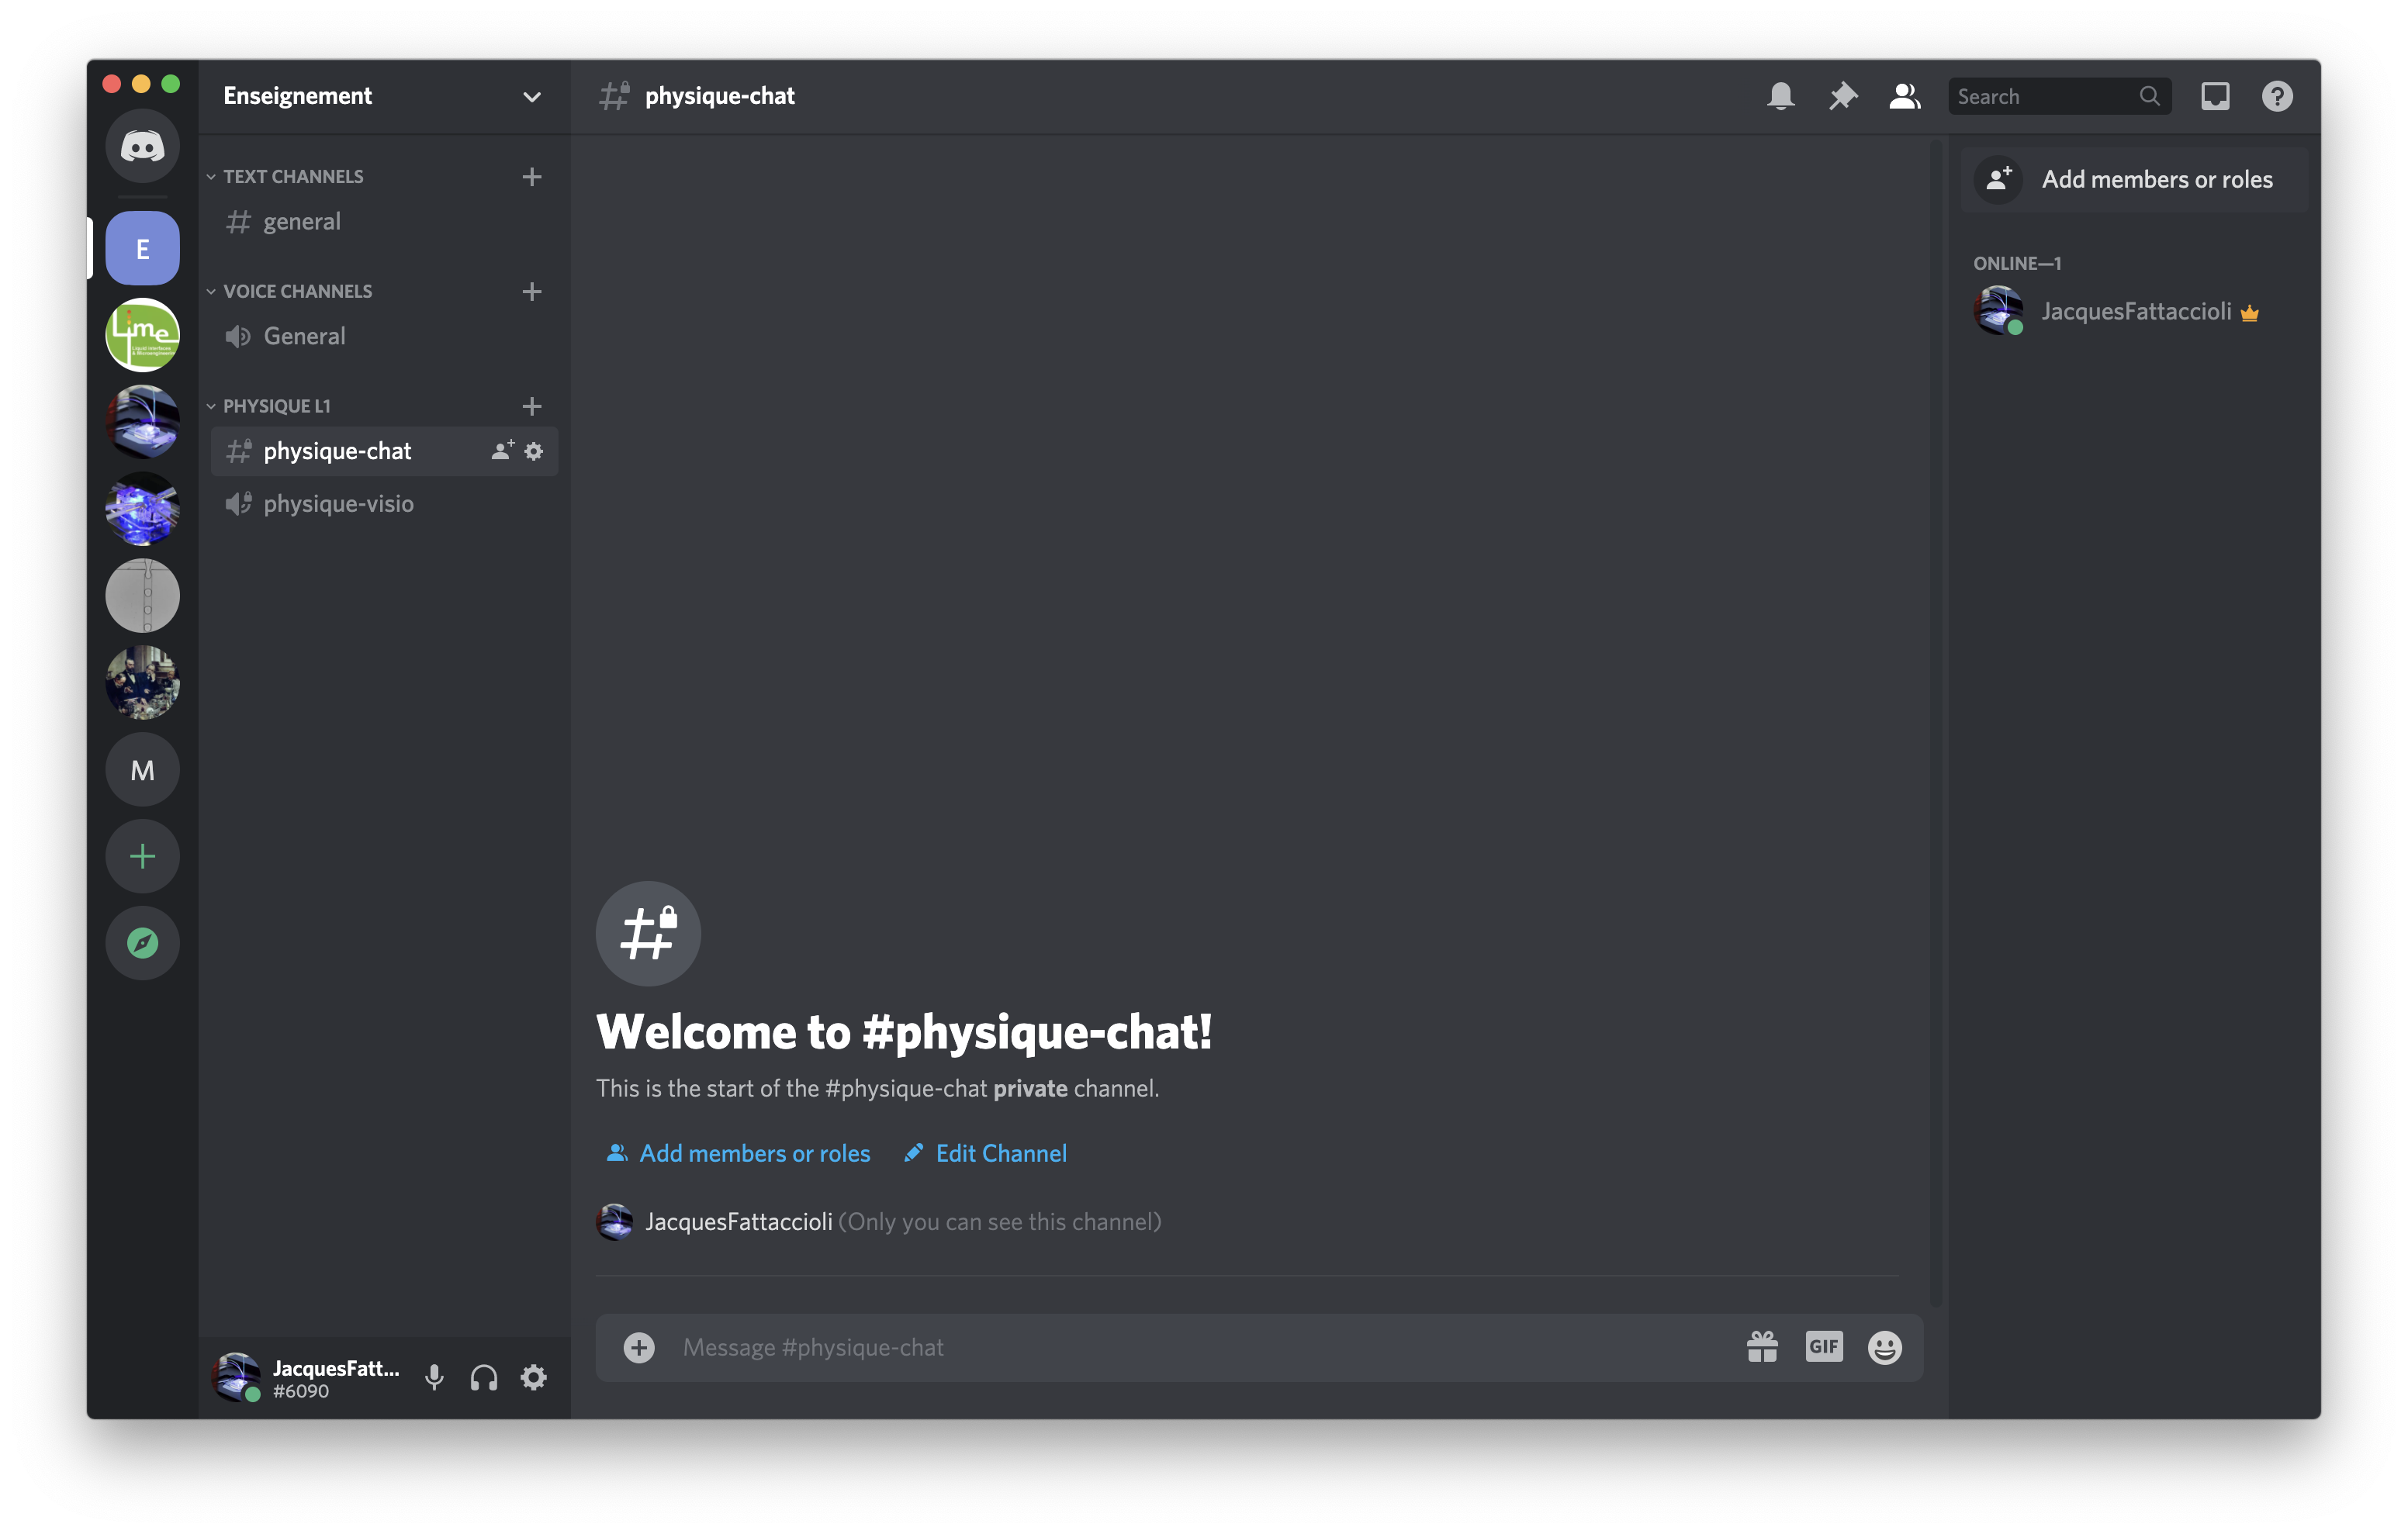 Enseignement
physique-chat
Search
E
Lime
M
TEXT CHANNELS
general
VOICE CHANNELS
General
PHYSIQUE L1
physique-chat
physique-visio
JacquesFatt...
#6090
Welcome to #physique-chat!
This is the start of the #physique-chat private channel.
Add members or roles
Edit Channel
JacquesFattaccioli (Only you can see this channel)
Message #physique-chat
GIF
Add members or roles
ONLINE—1
JacquesFattaccioli